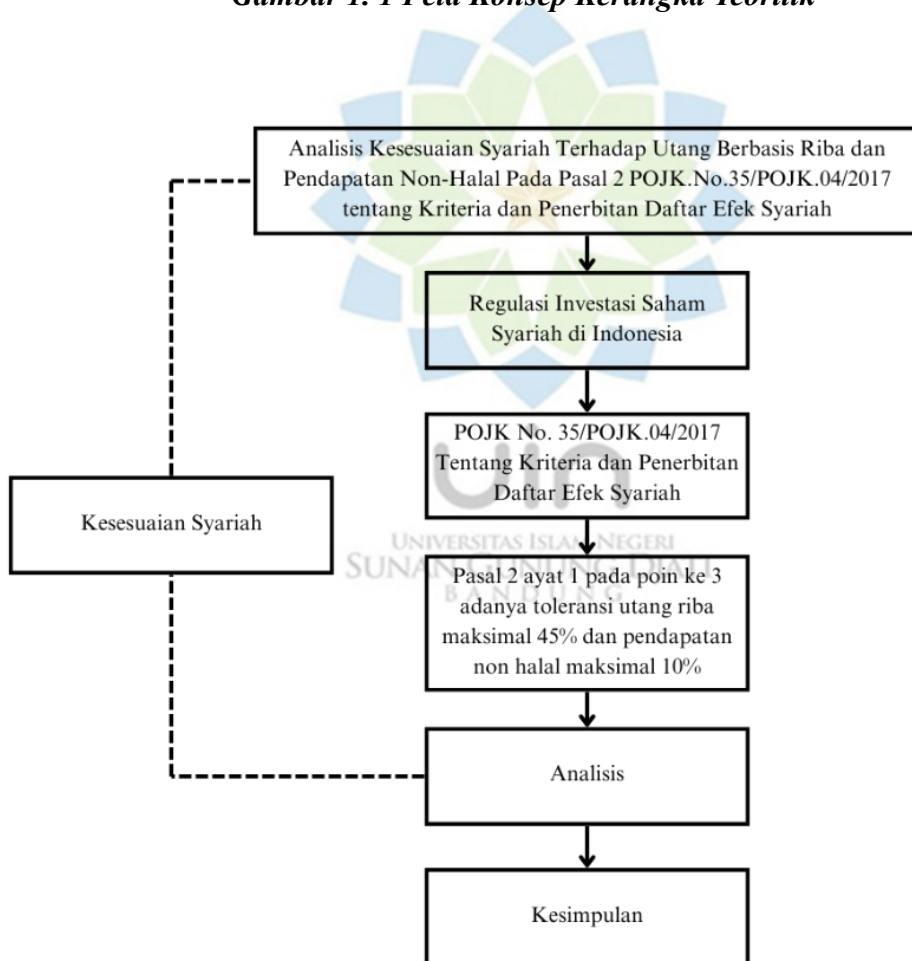 Gambar 1. 1 Peta Konsep Kerangka Teoritik
Analisis Kesesuaian Syariah Terhadap Utang Berbasis Riba dan
Pendapatan Non-Halal Pada Pasal 2 POJK.No.35/POJK.04/2017
tentang Kriteria dan Penerbitan Daftar Efek Syariah
Regulasi Investasi Saham
Syariah di Indonesia
POJK No. 35/POJK.04/2017
Tentang Kriteria dan Penerbitan
Daftar Efek Syariah
uin
Kesesuaian Syariah
UNIVERSITAS ISLAM NEGERI
SUNAN GUNUNG DJATI
BANDUNG
Pasal 2 ayat 1 pada poin ke 3
adanya toleransi utang riba
maksimal 45% dan pendapatan
non halal maksimal 10%
Analisis
Kesimpulan